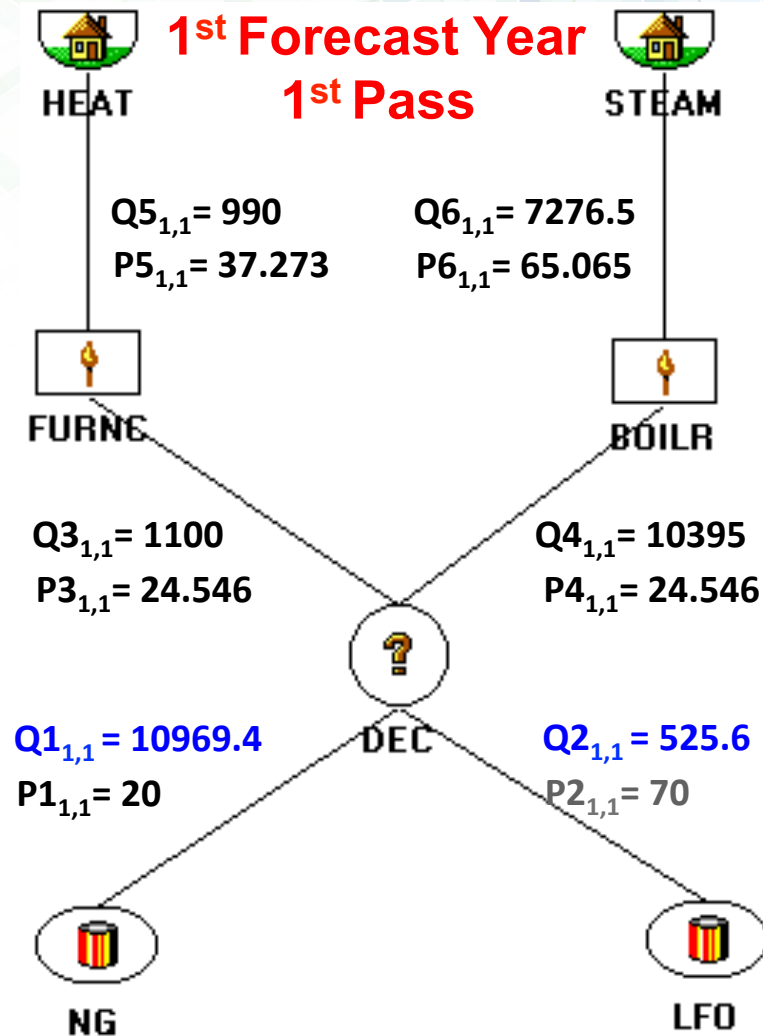 1st Forecast Year
1st Pass
HEAT
STEAM
Q5₁,₁= 990
Q6₁,₁= 7276.5
P5₁,₁= 37.273
P6₁,₁= 65.065
FURNC
BOILR
Q3₁,₁= 1100
Q4₁,₁= 10395
P3₁,₁= 24.546
P4₁,₁= 24.546
?
DEC
Q1₁,₁ = 10969.4
Q2₁,₁ = 525.6
P1₁,₁= 20
P2₁,₁= 70
NG
LFO